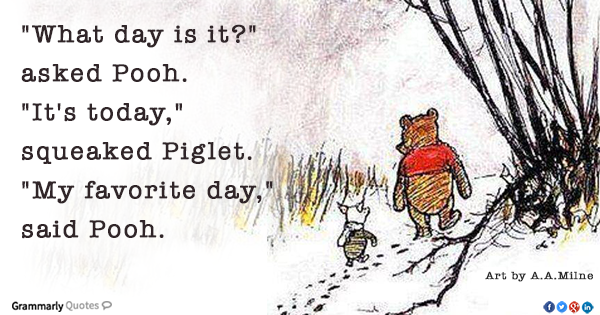 "What day is it?"
asked Pooh.
"It's today,"
squeaked Piglet.
"My favorite day,"
said Pooh.
Art by A.A.Milne
Grammarly Quotes